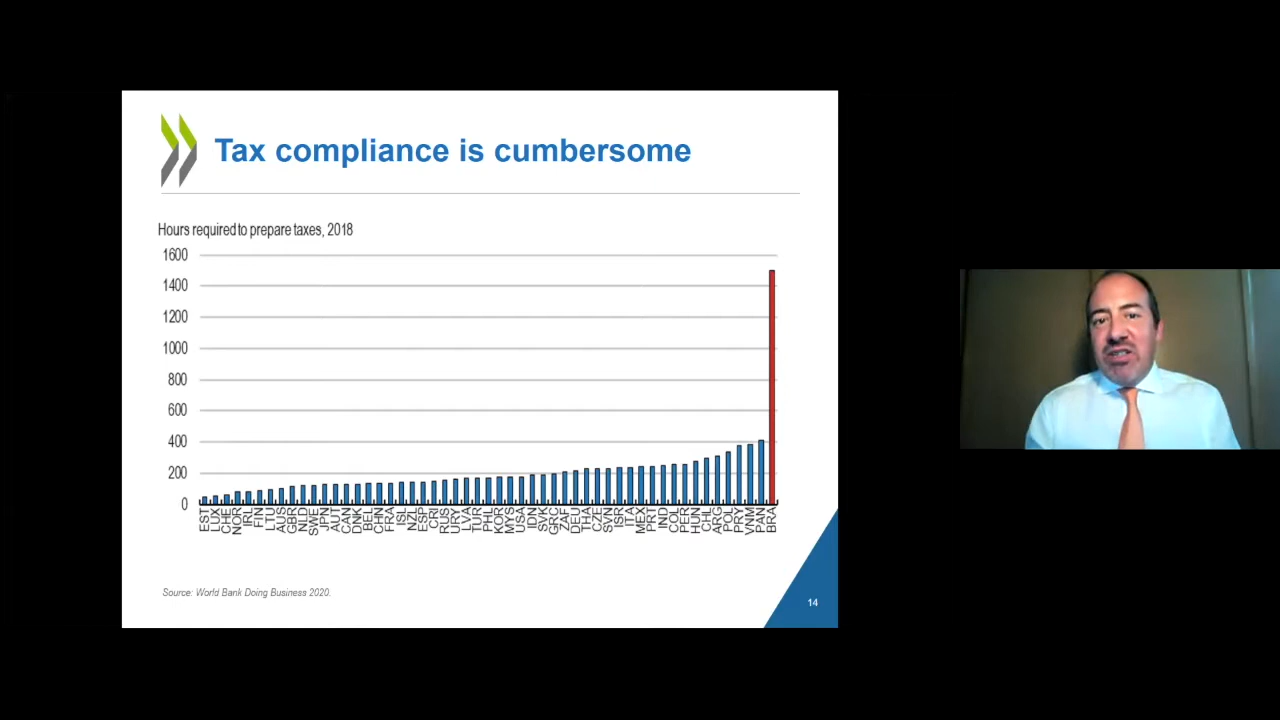 Tax compliance is cumbersome
Hours required to prepare taxes, 2018
1600
1400
1200
1000
800
600
400
200
0
EST LUX CHE NOR IRL FIN LTU AUS GBR NLD SWE JPN AUT CAN DNK BEL CHN FRA ISL NZL ESP CRI RUS URY LVA TUR PHL KOR MYS USA IDN SVK GRC ZAF DEU THA CZE SVN ISR ITA MEX PRT IND COL PER HUN CHL ARG POL PRY VNM PAN BRA
Source: World Bank Doing Business 2020.
14